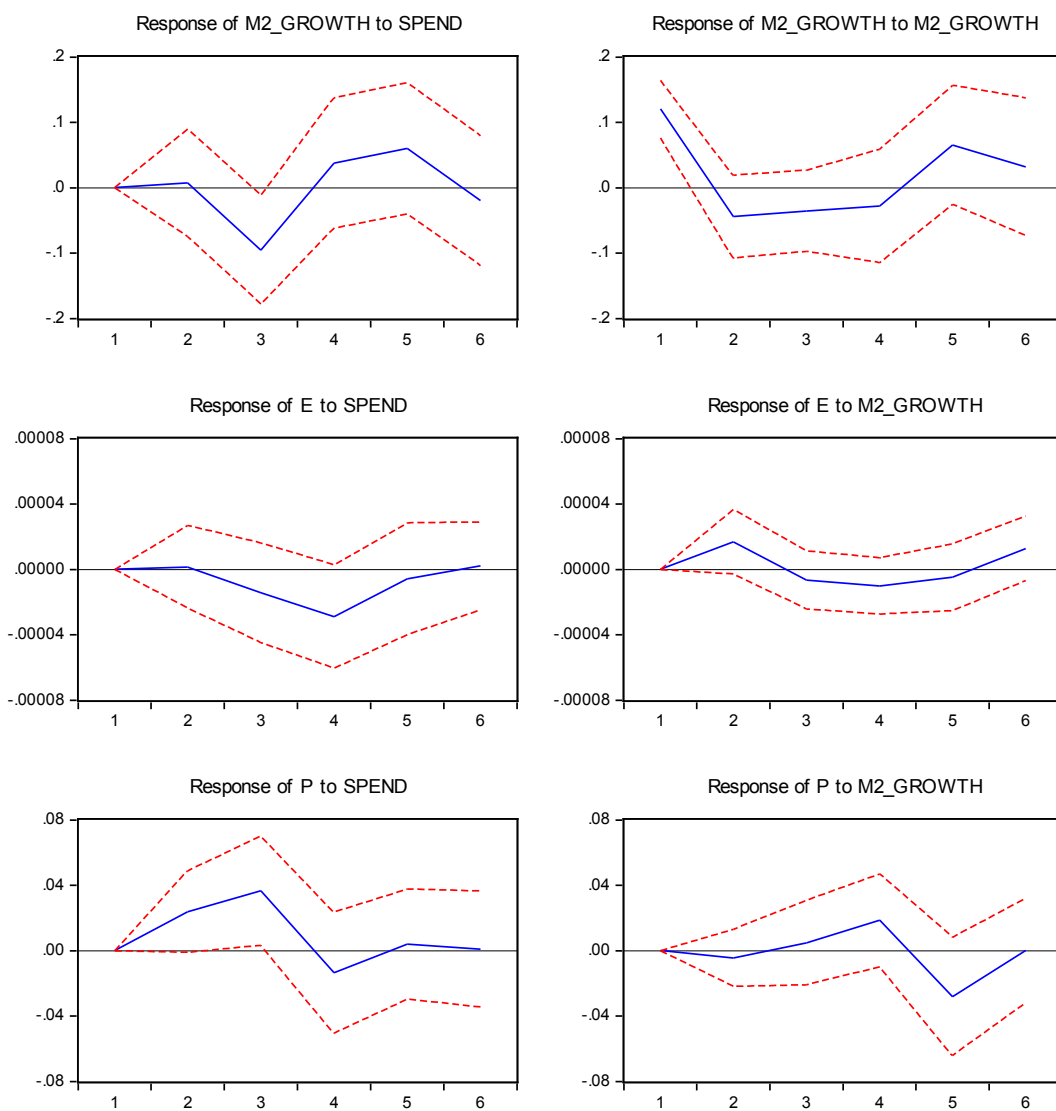 Response of M2_GROWTH to SPEND
.2
.1
.0
-.1
-.2
1 2 3 4 5 6
Response of M2_GROWTH to M2_GROWTH
.2
.1
.0
-.1
-.2
1 2 3 4 5 6
Response of E to SPEND
.00008
.00004
.00000
-.00004
-.00008
1 2 3 4 5 6
Response of E to M2_GROWTH
.00008
.00004
.00000
-.00004
-.00008
1 2 3 4 5 6
Response of P to SPEND
.08
.04
.00
-.04
-.08
1 2 3 4 5 6
Response of P to M2_GROWTH
.08
.04
.00
-.04
-.08
1 2 3 4 5 6